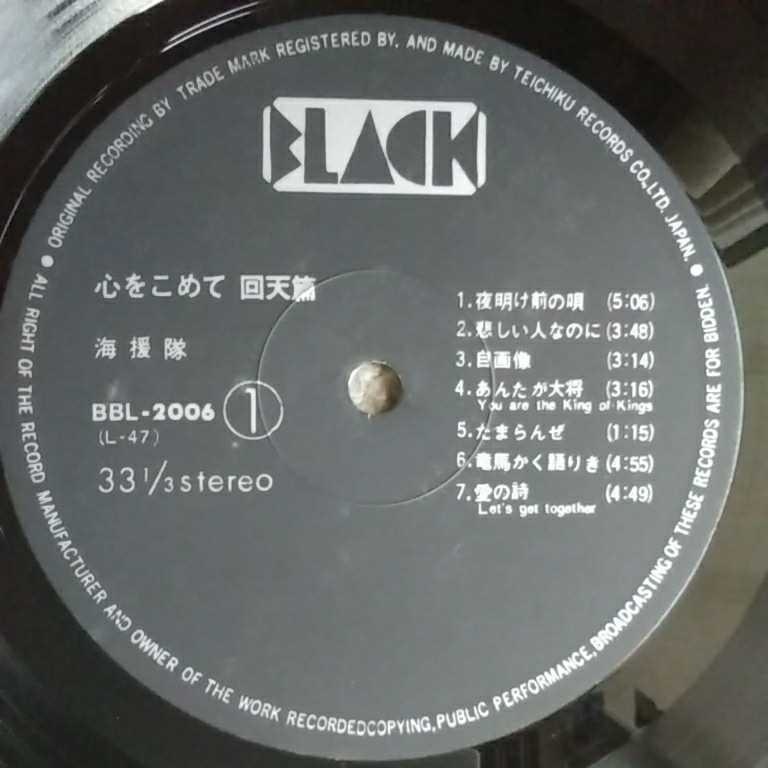 ORIGINAL RECORDING BY TRADE MARK REGISTERED BY, AND MADE BY TEICHIKU RECORDS CO.,LTD. JAPAN.
BLACK
心をこめて 回天篇
海援隊
BBL-2006 1
(L-47)
33 1/3 stereo
1.夜明け前の唄 (5:06)
2.悲しい人なのに (3:48)
3.自画像 (3:14)
4.あんたが大将 (3:16)
You are the King of Kings
5.たまらんぜ (1:15)
6.竜馬かく語りき (4:55)
7.愛の詩 (4:49)
Let's get together
ALL RIGHT OF THE RECORD MANUFACTURER AND OWNER OF THE WORK RECORDEDCOPYING, PUBLIC PERFORMANCE, BROADCASTING OF THESE RECORDS ARE FOR BIDDEN.